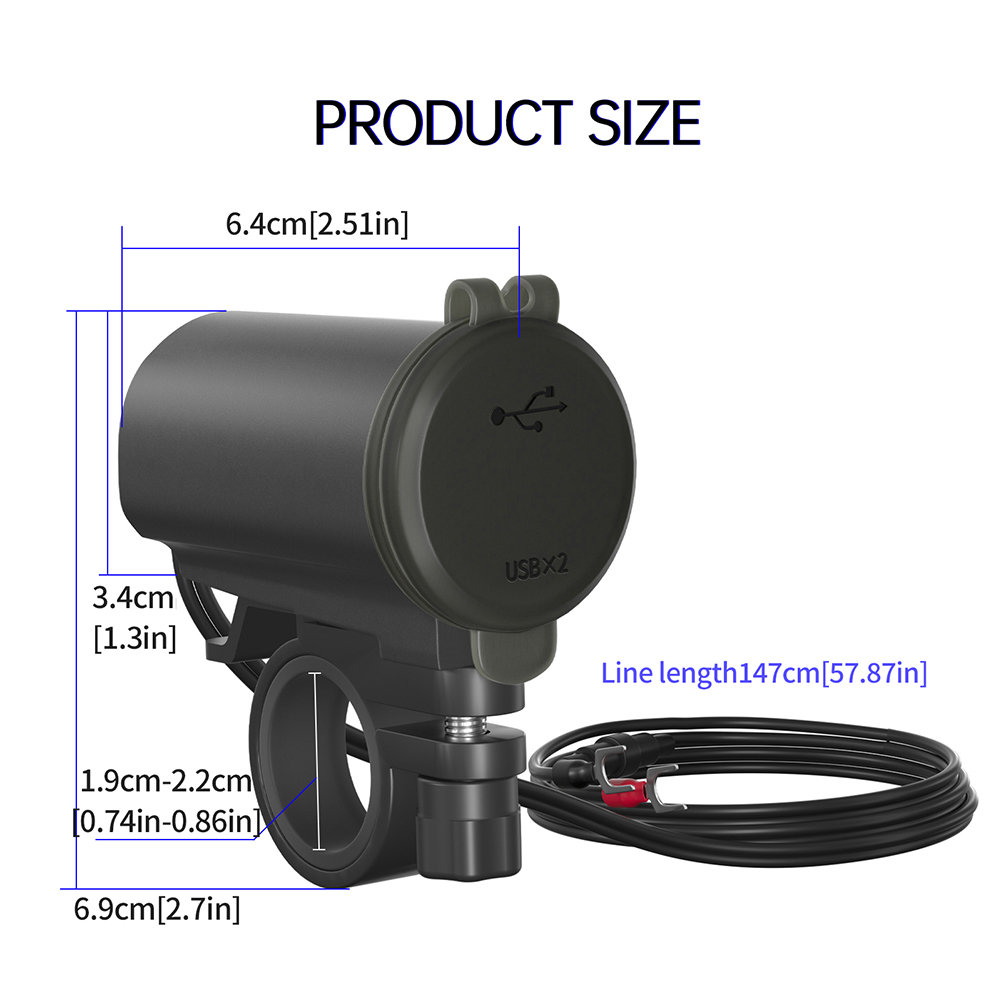 PRODUCT SIZE
6.4cm[2.51in]
USB×2
3.4cm
[1.3in]
Line length147cm[57.87in]
1.9cm-2.2cm
[0.74in-0.86in]
6.9cm[2.7in]